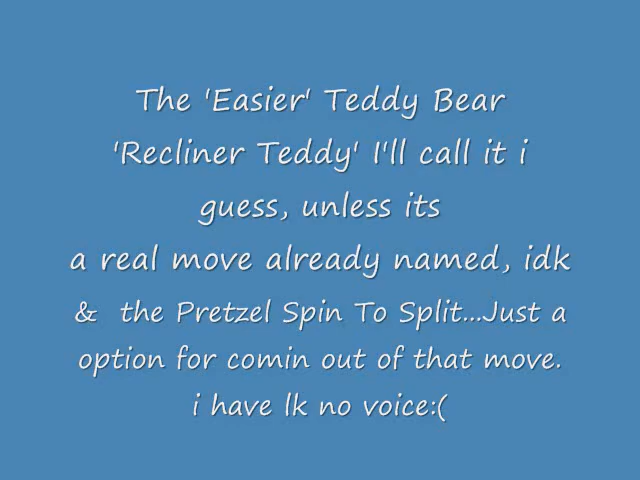 The 'Easier' Teddy Bear
'Recliner Teddy' I'll call it i
guess, unless its
a real move already named, idk
& the Pretzel Spin To Split...Just a
option for comin out of that move.
i have lk no voice:(